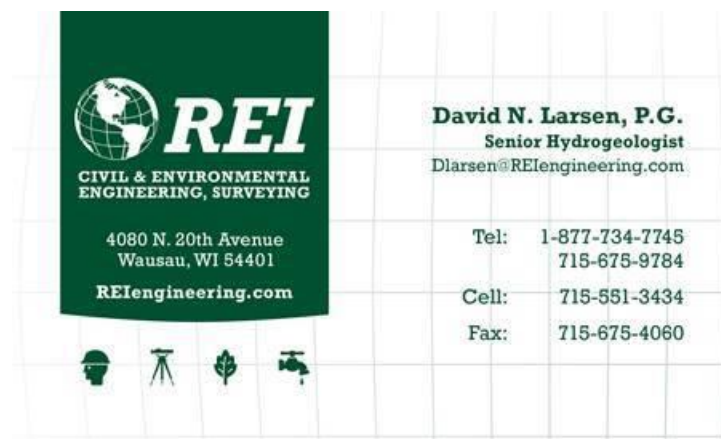 REI
CIVIL & ENVIRONMENTAL
ENGINEERING, SURVEYING
4080 N. 20th Avenue
Wausau, WI 54401
REIengineering.com
David N. Larsen, P.G.
Senior Hydrogeologist
Dlarsen@REIengineering.com
Tel: 1-877-734-7745
715-675-9784
Cell: 715-551-3434
Fax: 715-675-4060